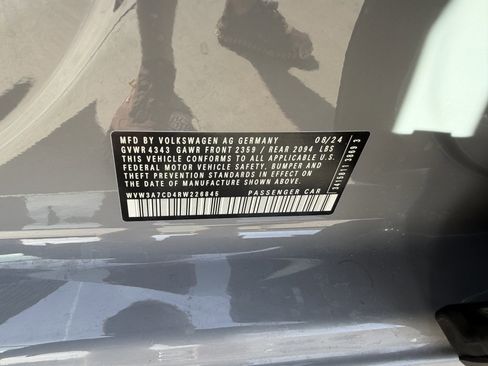 MFD BY VOLKSWAGEN AG GERMANY 08/24
GVWR 4343 GAWR FRONT 2359 / REAR 2094 LBS.
THIS VEHICLE CONFORMS TO ALL APPLICABLE U.S.
FEDERAL MOTOR VEHICLE SAFETY, BUMPER AND
THEFT PREVENTION STANDARDS IN EFFECT ON
THE DATE OF MANUFACTURE SHOWN ABOVE.
WVW3A7CD4RW226845 PASSENGER CAR